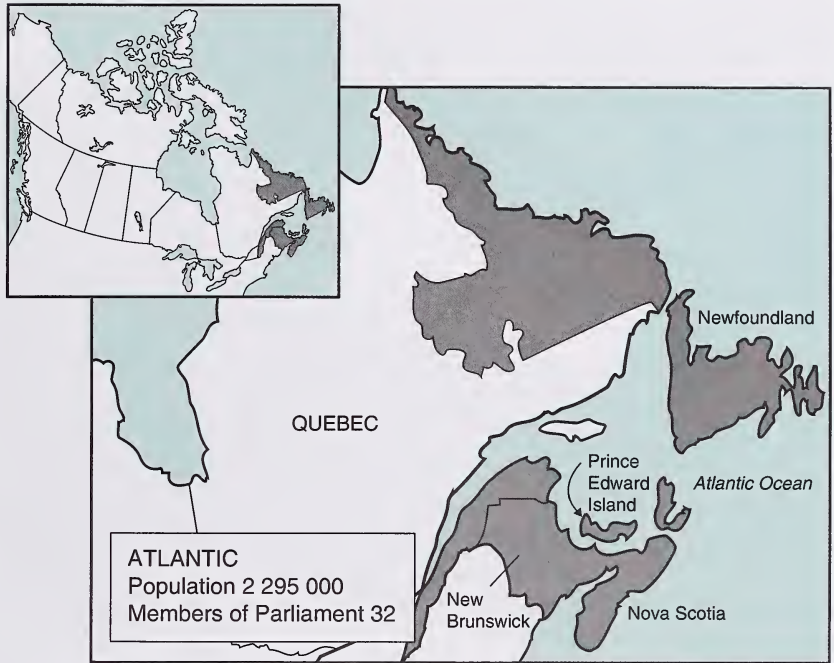 Newfoundland
QUEBEC
Prince
Edward
Island
Atlantic Ocean
ATLANTIC
Population 2 295 000
Members of Parliament 32
New
Brunswick
Nova Scotia